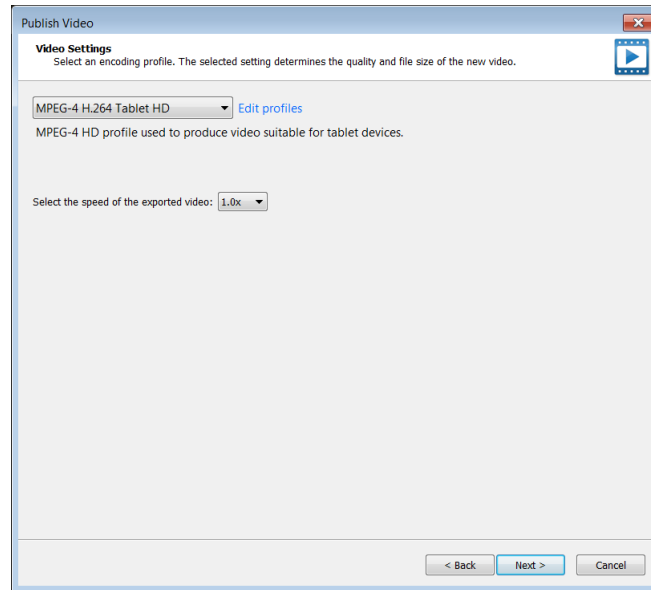 Publish Video
Video Settings
Select an encoding profile. The selected setting determines the quality and file size of the new video.
MPEG-4 H.264 Tablet HD Edit profiles
MPEG-4 HD profile used to produce video suitable for tablet devices.
Select the speed of the exported video: 1.0x
< Back Next > Cancel